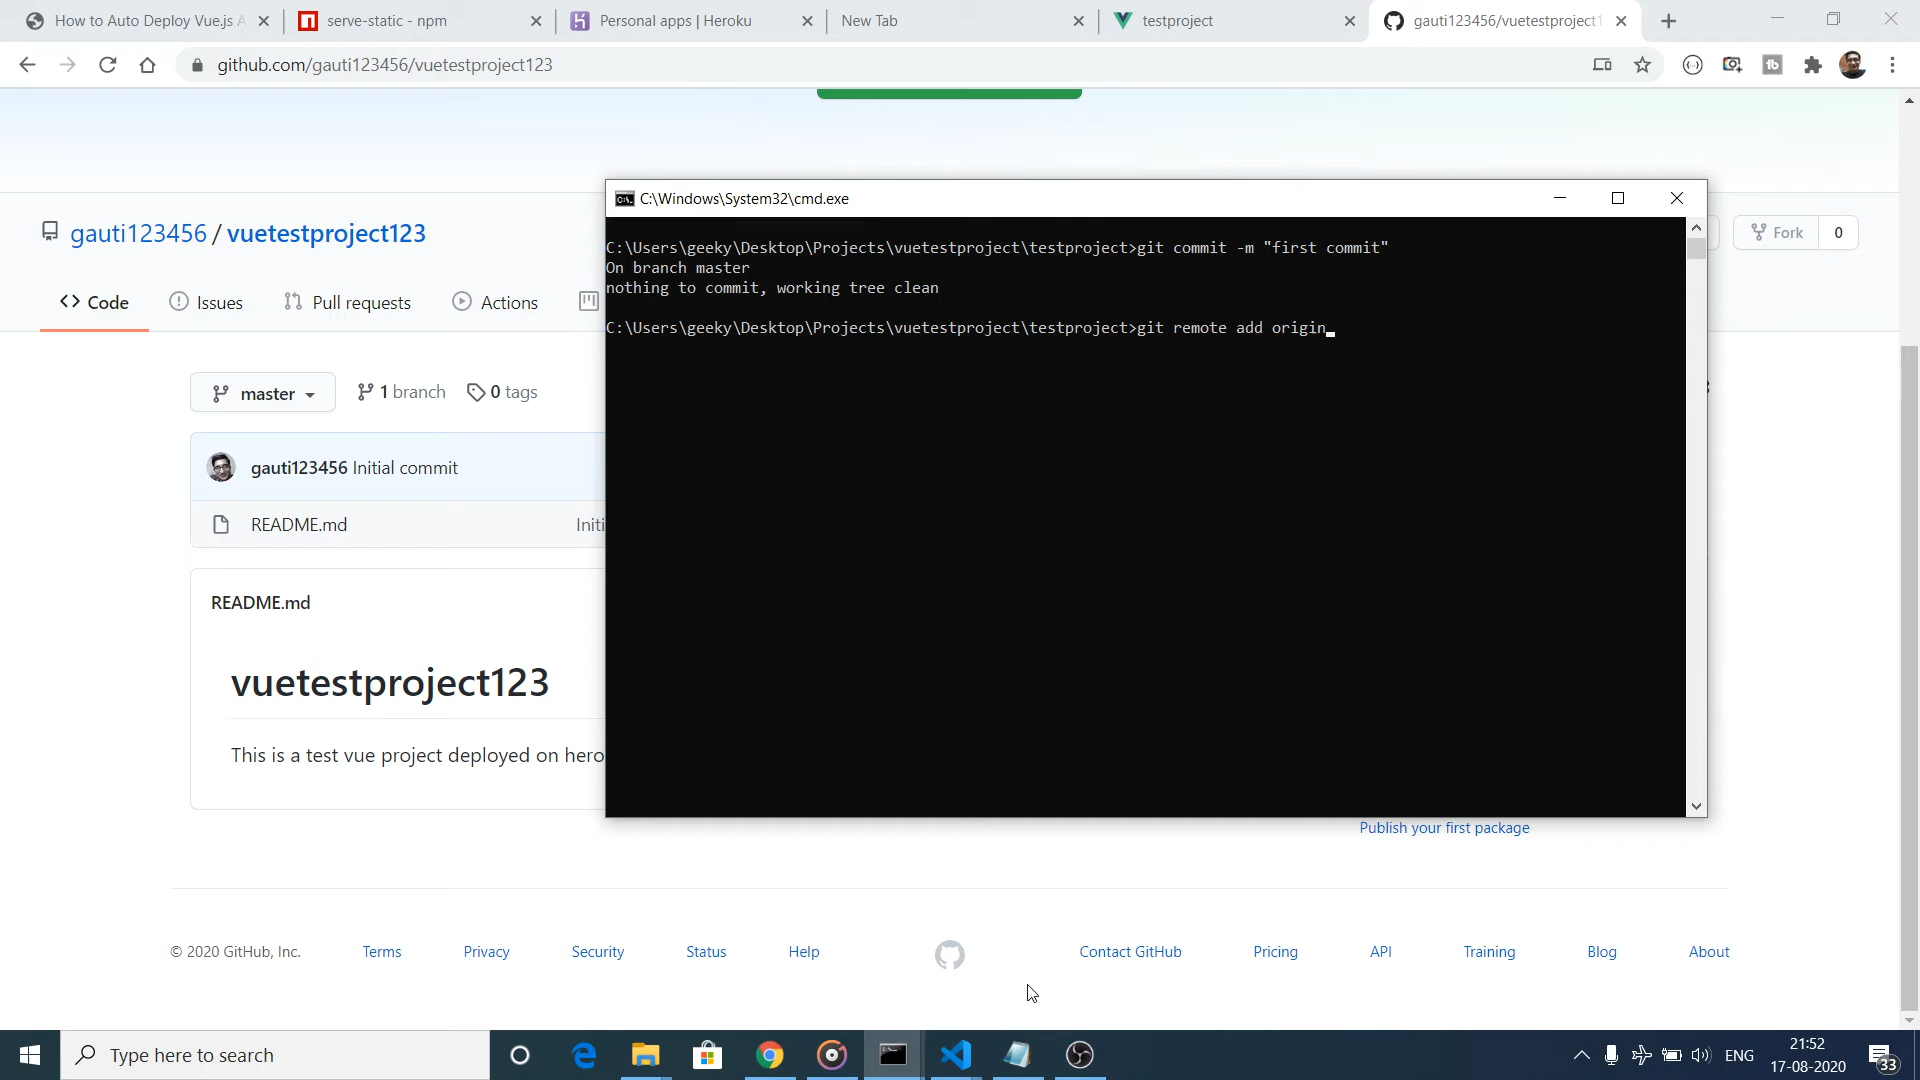 How to Auto Deploy Vue.js A
serve-static - npm
Personal apps | Heroku
New Tab
testproject
gauti123456/vuetestproject1
github.com/gauti123456/vuetestproject123
C:\Windows\System32\cmd.exe
gauti123456 / vuetestproject123
Fork 0
Code
Issues
Pull requests
Actions
C:\Users\geeky\Desktop\Projects\vuetestproject\testproject>git commit -m "first commit"
On branch master
nothing to commit, working tree clean
C:\Users\geeky\Desktop\Projects\vuetestproject\testproject>git remote add origin
master
1 branch
0 tags
gauti123456 Initial commit
README.md
Initi
README.md
vuetestproject123
This is a test vue project deployed on hero
Publish your first package
© 2020 GitHub, Inc.
Terms
Privacy
Security
Status
Help
Contact GitHub
Pricing
API
Training
Blog
About
Type here to search
ENG
21:52
17-08-2020
33